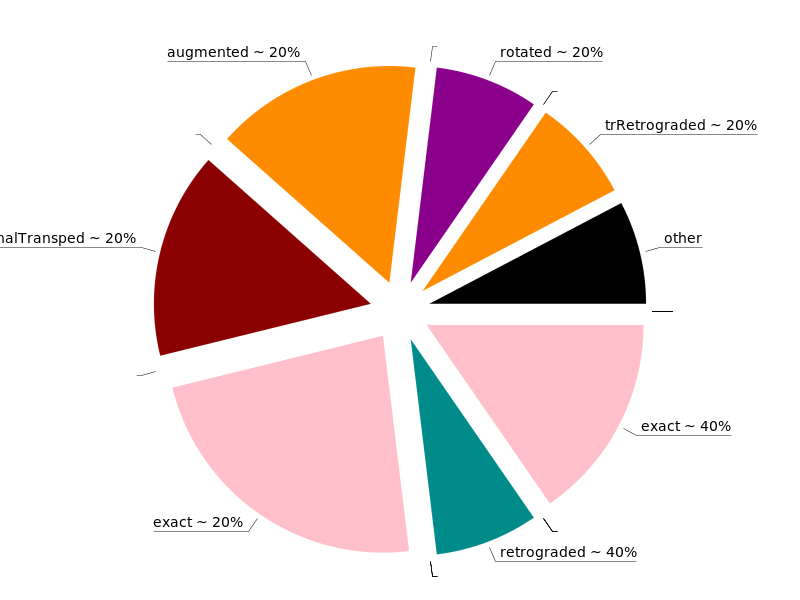 augmented ~ 20%
rotated ~ 20%
trRetrograded ~ 20%
nalTransped ~ 20%
other
exact ~ 40%
exact ~ 20%
retrograded ~ 40%